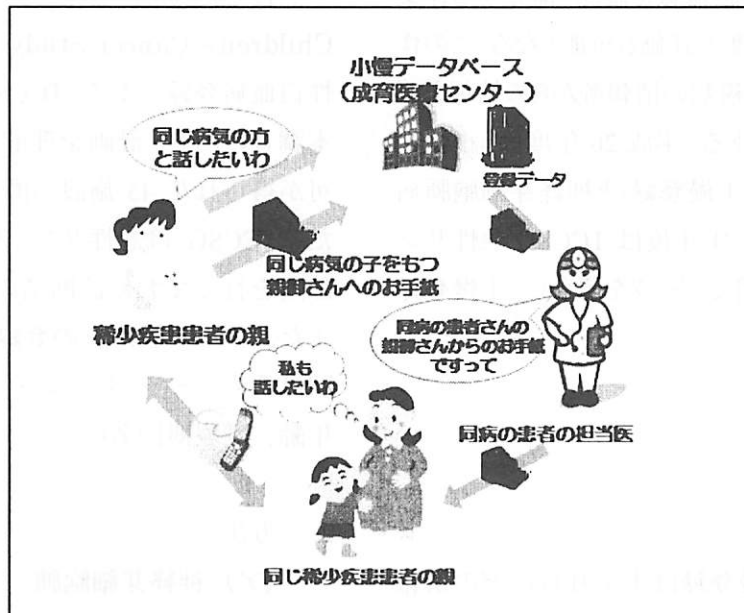 小慢データベース
（成育医療センター）
同じ病気の方
と話したいわ
登録データ
同じ病気の子をもつ
親御さんへのお手紙
稀少疾患患者の親
同病の患者さんの
親御さんからのお手紙
ですって
私も
話したいわ
同病の患者の担当医
同じ稀少疾患患者の親